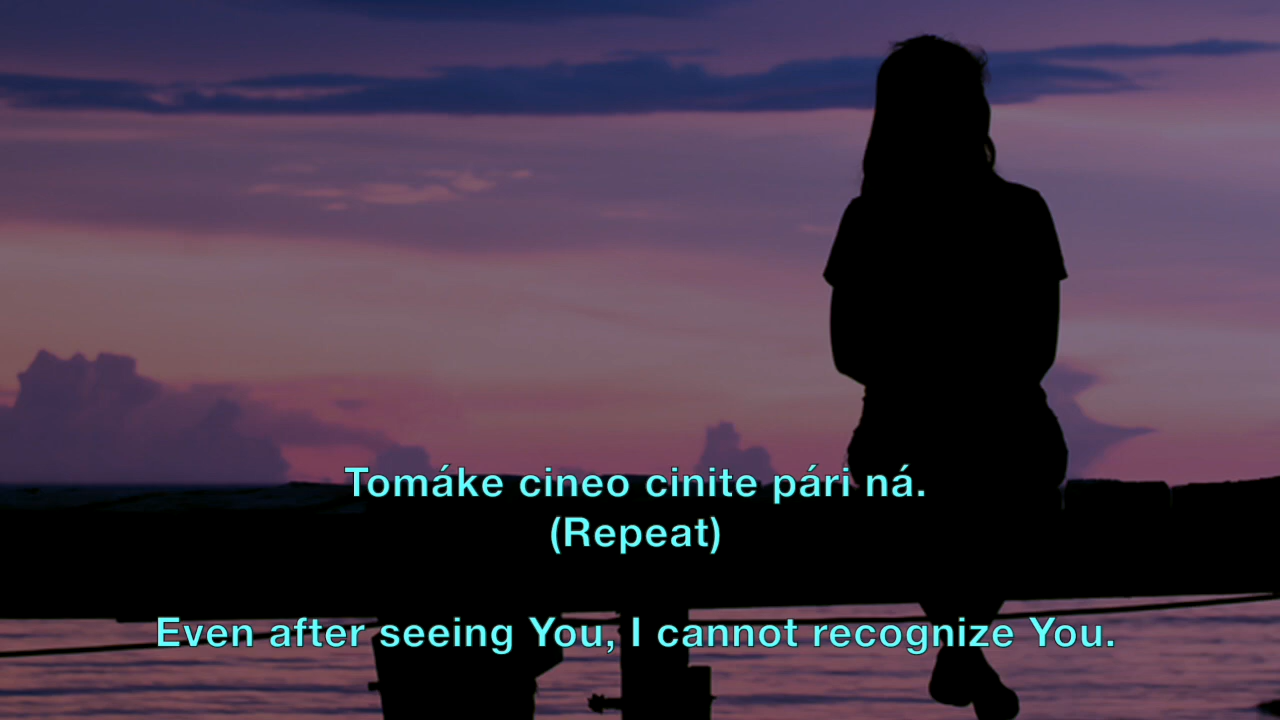 Tomáke cineo cinite pári ná.
(Repeat)
Even after seeing You, I cannot recognize You.